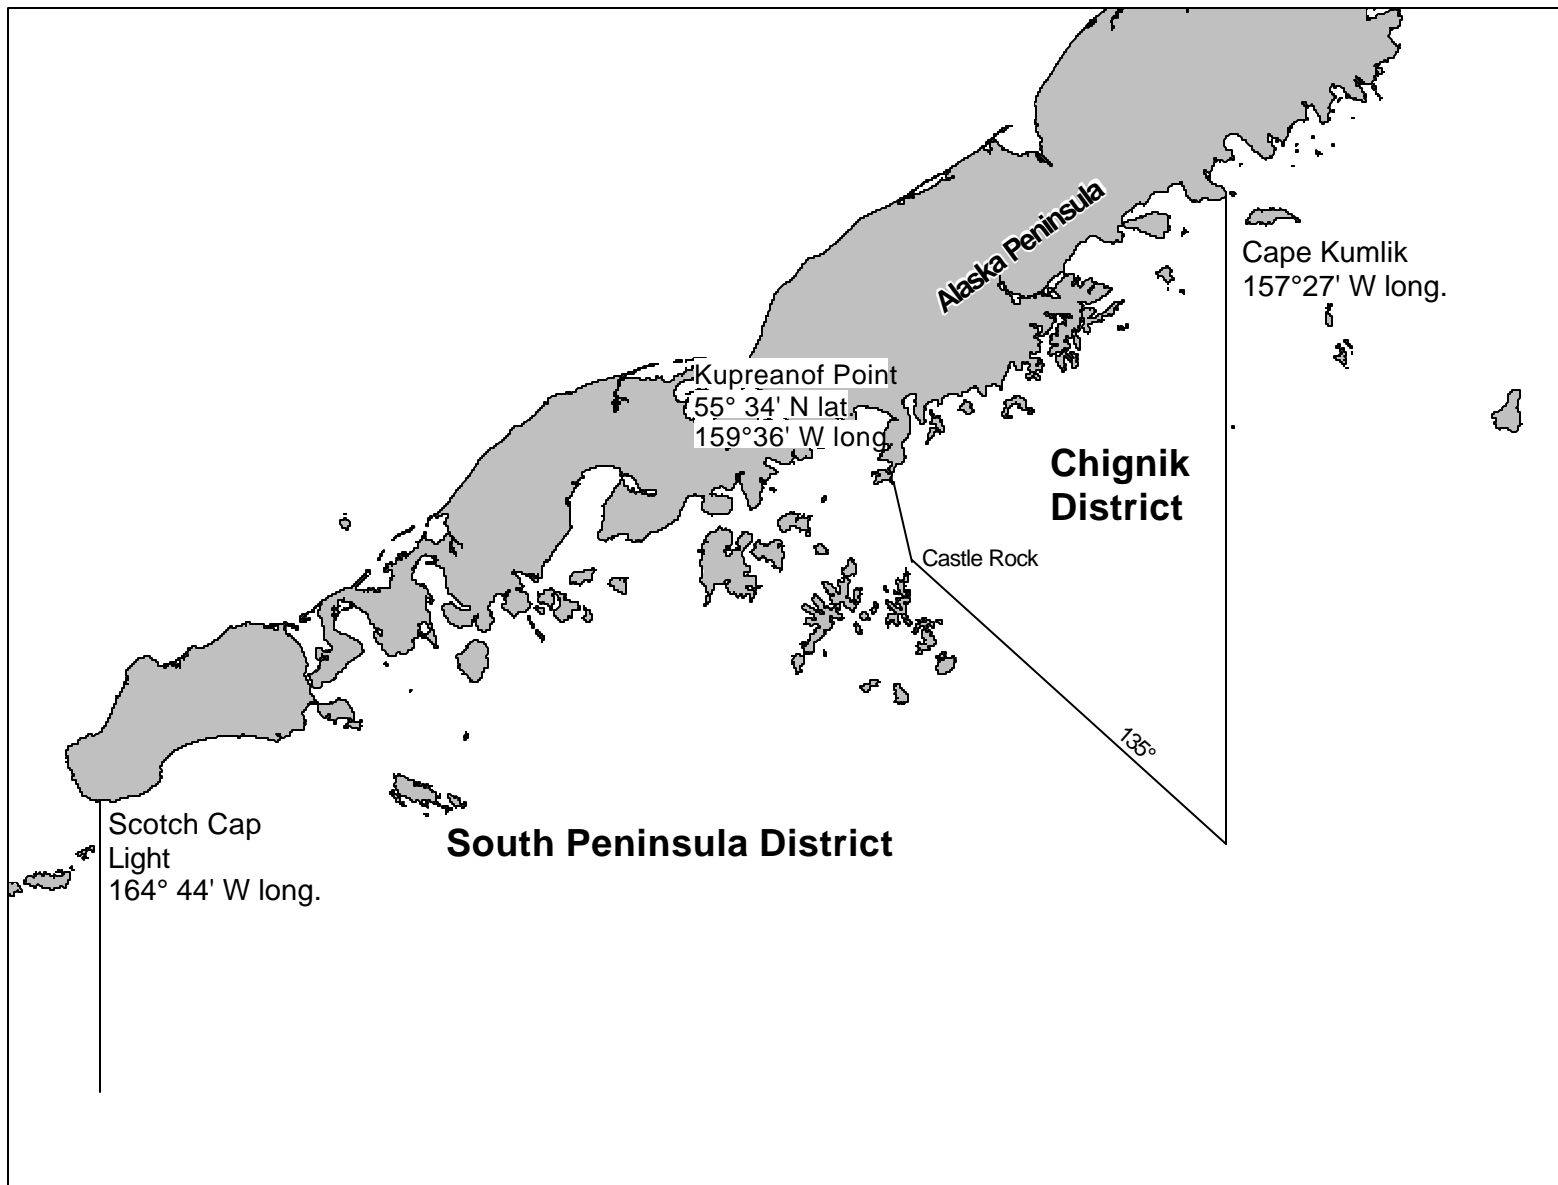 Alaska Peninsula
Cape Kumlik
157°27' W long.
Kupreanof Point
55° 34' N lat.
159°36' W long
Chignik
District
Castle Rock
135°
Scotch Cap
Light
164° 44' W long.
South Peninsula District